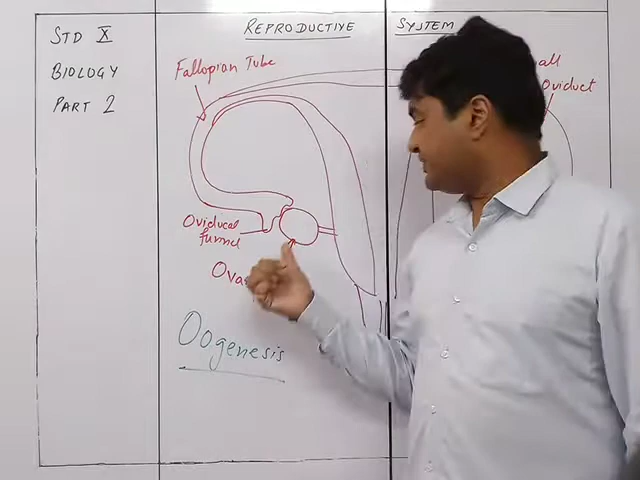 STD X
BIOLOGY
PART 2
REPRODUCTIVE SYSTEM
Fallopian Tube
Oviduct
Oviducal
funnel
Oogenesis